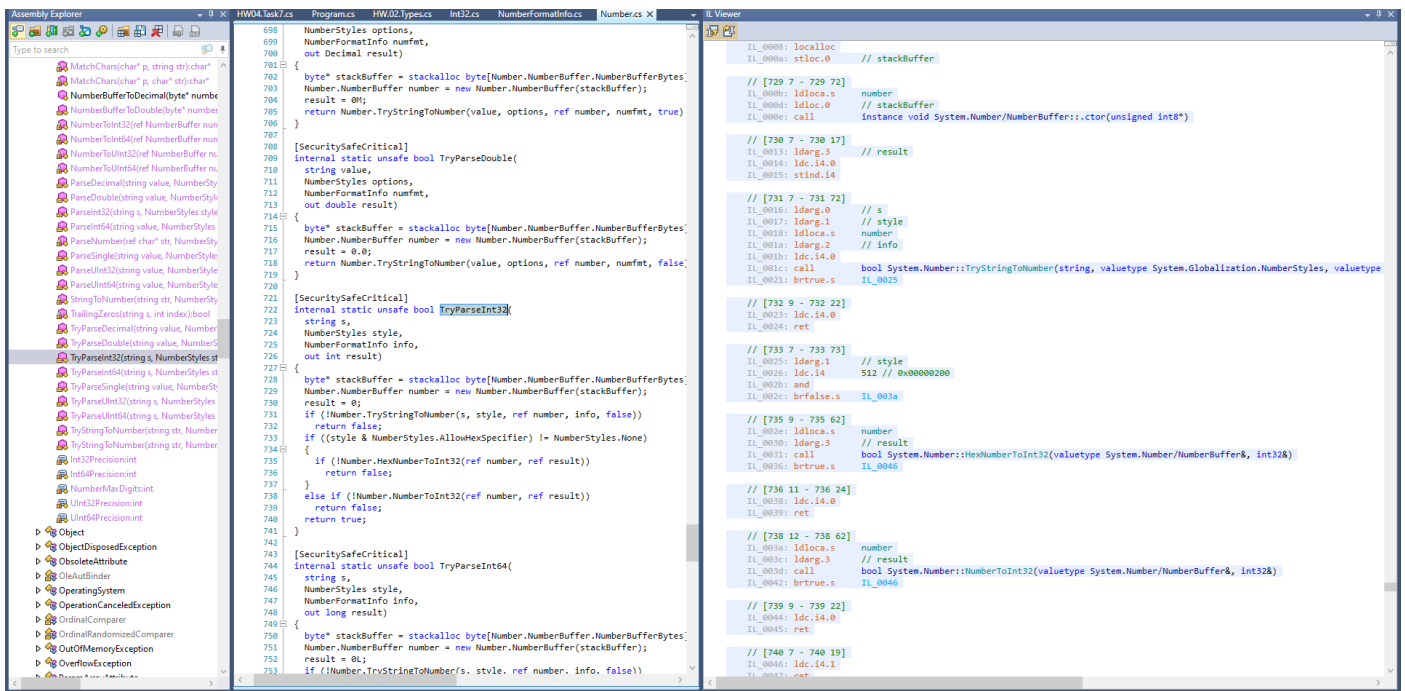 Assembly Explorer
Type to search
MatchChars(char* p, string str):char*
MatchChars(char* p, char* str):char*
NumberBufferToDecimal(byte* numbe
NumberBufferToDouble(byte* number
NumberToInt32(ref NumberBuffer num
NumberToInt64(ref NumberBuffer num
NumberToUInt32(ref NumberBuffer nu
NumberToUInt64(ref NumberBuffer nu
ParseDecimal(string value, NumberSty
ParseDouble(string value, NumberStyle
ParseInt32(string s, NumberStyles style
ParseInt64(string value, NumberStyles
ParseNumber(ref char* str, NumberSty
ParseSingle(string value, NumberStyle
ParseUInt32(string value, NumberStyle
ParseUInt64(string value, NumberStyle
StringToNumber(string str, NumberSty
TrailingZeros(string s, int index):bool
TryParseDecimal(string value, Number
TryParseDouble(string value, NumberS
TryParseInt32(string s, NumberStyles st
TryParseInt64(string s, NumberStyles st
TryParseSingle(string value, NumberSt
TryParseUInt32(string s, NumberStyles
TryParseUInt64(string s, NumberStyles
TryStringToNumber(string str, Number
TryStringToNumber(string str, Number
Int32Precision:int
Int64Precision:int
NumberMaxDigits:int
UInt32Precision:int
UInt64Precision:int
Object
ObjectDisposedException
ObsoleteAttribute
OleAutBinder
OperatingSystem
OperationCanceledException
OrdinalComparer
OrdinalRandomizedComparer
OutOfMemoryException
OverflowException
HW04.Task7.cs Program.cs HW.02.Types.cs Int32.cs NumberFormatInfo.cs Number.cs
698 NumberStyles options,
699 NumberFormatInfo numfmt,
700 out Decimal result)
701 {
702 byte* stackBuffer = stackalloc byte[Number.NumberBuffer.NumberBufferBytes]
703 Number.NumberBuffer number = new Number.NumberBuffer(stackBuffer);
704 result = 0M;
705 return Number.TryStringToNumber(value, options, ref number, numfmt, true)
706 }
707
708 [SecuritySafeCritical]
709 internal static unsafe bool TryParseDouble(
710 string value,
711 NumberStyles options,
712 NumberFormatInfo numfmt,
713 out double result)
714 {
715 byte* stackBuffer = stackalloc byte[Number.NumberBuffer.NumberBufferBytes]
716 Number.NumberBuffer number = new Number.NumberBuffer(stackBuffer);
717 result = 0.0;
718 return Number.TryStringToNumber(value, options, ref number, numfmt, false)
719 }
720
721 [SecuritySafeCritical]
722 internal static unsafe bool TryParseInt32(
723 string s,
724 NumberStyles style,
725 NumberFormatInfo info,
726 out int result)
727 {
728 byte* stackBuffer = stackalloc byte[Number.NumberBuffer.NumberBufferBytes]
729 Number.NumberBuffer number = new Number.NumberBuffer(stackBuffer);
730 result = 0;
731 if (!Number.TryStringToNumber(s, style, ref number, info, false))
732 return false;
733 if ((style & NumberStyles.AllowHexSpecifier) != NumberStyles.None)
734 {
735 if (!Number.HexNumberToInt32(ref number, ref result))
736 return false;
737 }
738 else if (!Number.NumberToInt32(ref number, ref result))
739 return false;
740 return true;
741 }
742
743 [SecuritySafeCritical]
744 internal static unsafe bool TryParseInt64(
745 string s,
746 NumberStyles style,
747 NumberFormatInfo info,
748 out long result)
749 {
750 byte* stackBuffer = stackalloc byte[Number.NumberBuffer.NumberBufferBytes]
751 Number.NumberBuffer number = new Number.NumberBuffer(stackBuffer);
752 result = 0L;
753 if (!Number.TryStringToNumber(s, style, ref number, info, false))
IL Viewer
IL_0008: localloc
IL_000a: stloc.0 // stackBuffer
// [729 7 - 729 72]
IL_000b: ldloca.s number
IL_000d: ldloc.0 // stackBuffer
IL_000e: call instance void System.Number/NumberBuffer::.ctor(unsigned int8*)
// [730 7 - 730 17]
IL_0013: ldarg.3 // result
IL_0014: ldc.i4.0
IL_0015: stind.i4
// [731 7 - 731 72]
IL_0016: ldarg.0 // s
IL_0017: ldarg.1 // style
IL_0018: ldloca.s number
IL_001a: ldarg.2 // info
IL_001b: ldc.i4.0
IL_001c: call bool System.Number::TryStringToNumber(string, valuetype System.Globalization.NumberStyles, valuetype
IL_0021: brtrue.s IL_0025
// [732 9 - 732 22]
IL_0023: ldc.i4.0
IL_0024: ret
// [733 7 - 733 73]
IL_0025: ldarg.1 // style
IL_0026: ldc.i4 512 // 0x00000200
IL_002b: and
IL_002c: brfalse.s IL_003a
// [735 9 - 735 62]
IL_002e: ldloca.s number
IL_0030: ldarg.3 // result
IL_0031: call bool System.Number::HexNumberToInt32(valuetype System.Number/NumberBuffer&, int32&)
IL_0036: brtrue.s IL_0046
// [736 11 - 736 24]
IL_0038: ldc.i4.0
IL_0039: ret
// [738 12 - 738 62]
IL_003a: ldloca.s number
IL_003c: ldarg.3 // result
IL_003d: call bool System.Number::NumberToInt32(valuetype System.Number/NumberBuffer&, int32&)
IL_0042: brtrue.s IL_0046
// [739 9 - 739 22]
IL_0044: ldc.i4.0
IL_0045: ret
// [740 7 - 740 19]
IL_0046: ldc.i4.1
IL_0047: ret